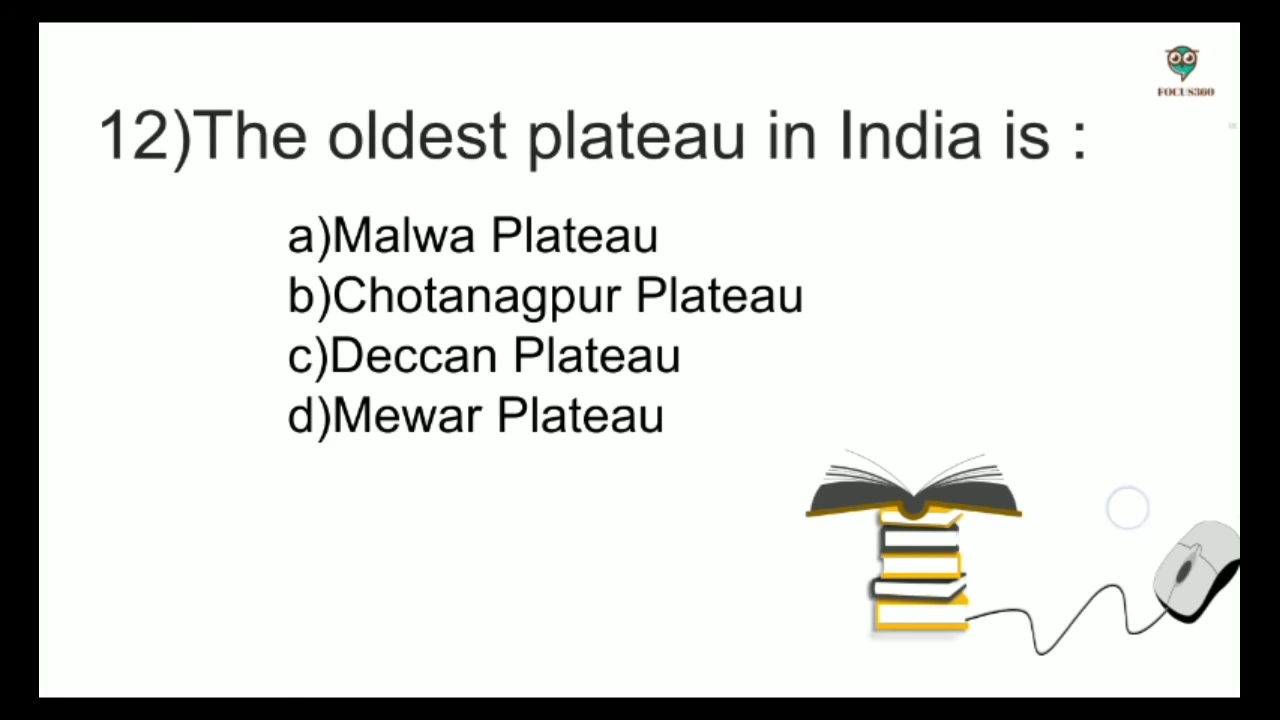 FOCUS360
12)The oldest plateau in India is :
a)Malwa Plateau
b)Chotanagpur Plateau
c)Deccan Plateau
d)Mewar Plateau